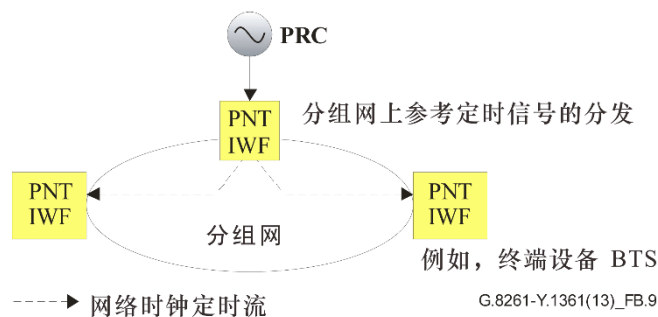 PRC
PNT
IWF
分组网上参考定时信号的分发
PNT
IWF
PNT
IWF
分组网
例如，终端设备 BTS
网络时钟定时流
G.8261-Y.1361(13)_FB.9